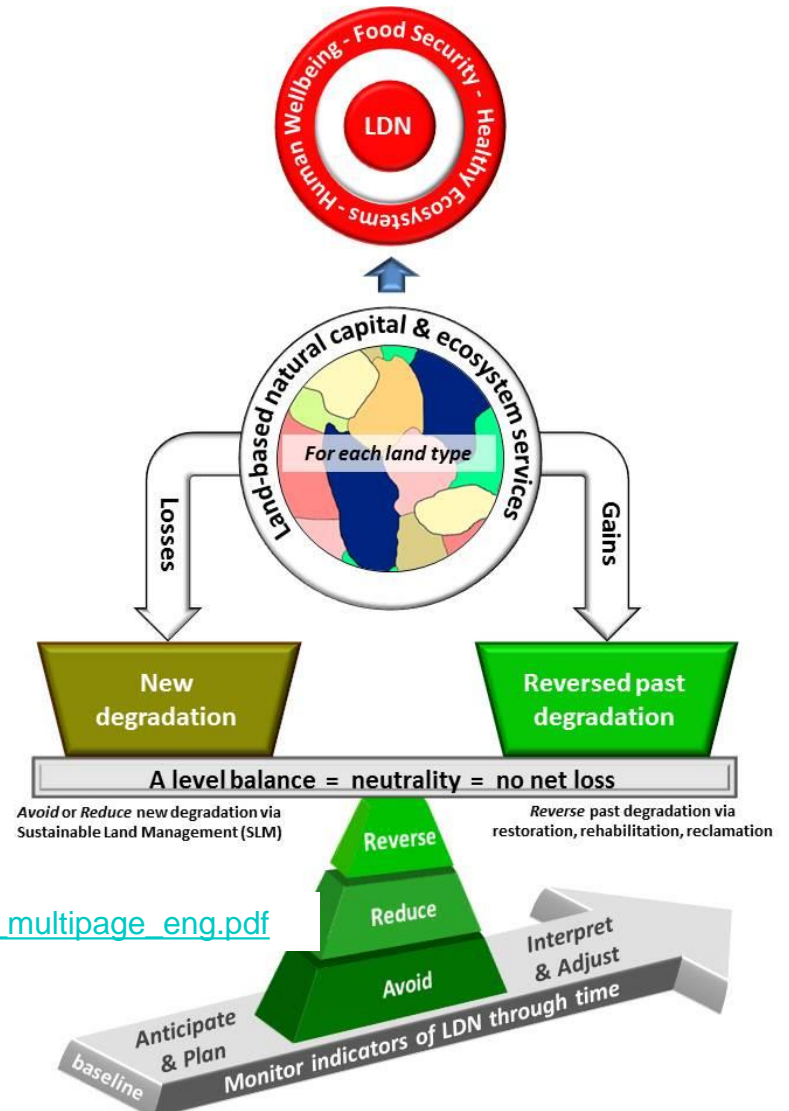 Human Wellbeing - Food Security - Healthy Ecosystems -
LDN
Land-based natural capital & ecosystem services
For each land type
Losses
Gains
New
degradation
Reversed past
degradation
A level balance = neutrality = no net loss
Avoid or Reduce new degradation via
Sustainable Land Management (SLM)
Reverse past degradation via
restoration, rehabilitation, reclamation
Reverse
Reduce
Avoid
_multipage_eng.pdf
Anticipate
& Plan
Interpret
& Adjust
baseline
Monitor indicators of LDN through time